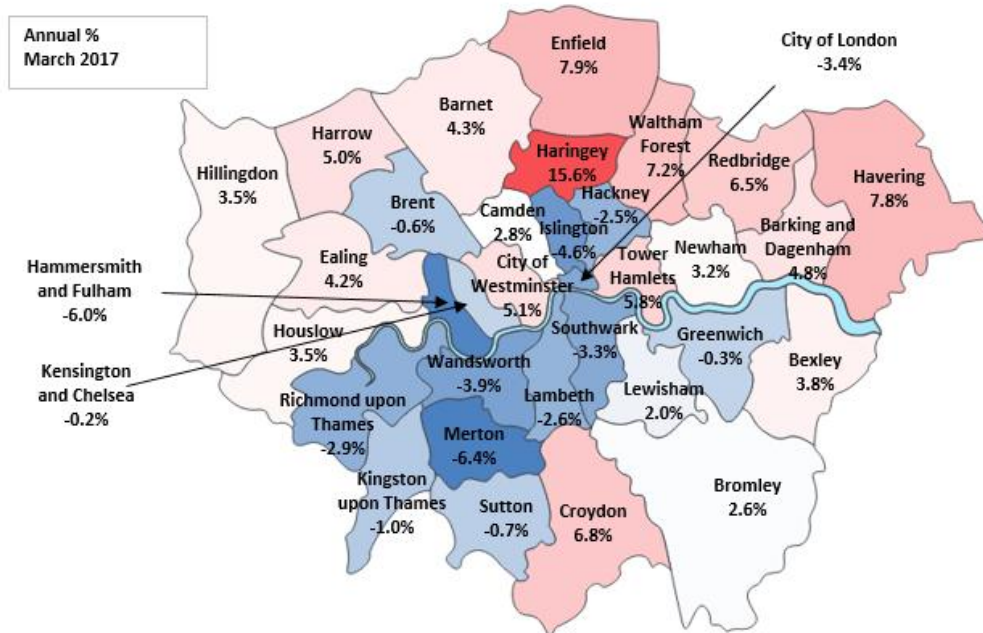 Annual %
March 2017
City of London
-3.4%
Enfield
7.9%
Barnet
4.3%
Harrow
5.0%
Hillingdon
3.5%
Haringey
15.6%
Waltham
Forest
7.2%
Redbridge
6.5%
Havering
7.8%
Brent
-0.6%
Camden
2.8%
Islington
-4.6%
Hackney
-2.5%
Ealing
4.2%
City of
Westminster
5.1%
Tower
Hamlets
5.8%
Newham
3.2%
Barking and
Dagenham
4.8%
Hammersmith
and Fulham
-6.0%
Kensington
and Chelsea
-0.2%
Houslow
3.5%
Richmond upon
Thames
-2.9%
Wandsworth
-3.9%
Lambeth
-2.6%
Southwark
-3.3%
Greenwich
-0.3%
Lewisham
2.0%
Bexley
3.8%
Merton
-6.4%
Kingston
upon Thames
-1.0%
Sutton
-0.7%
Croydon
6.8%
Bromley
2.6%